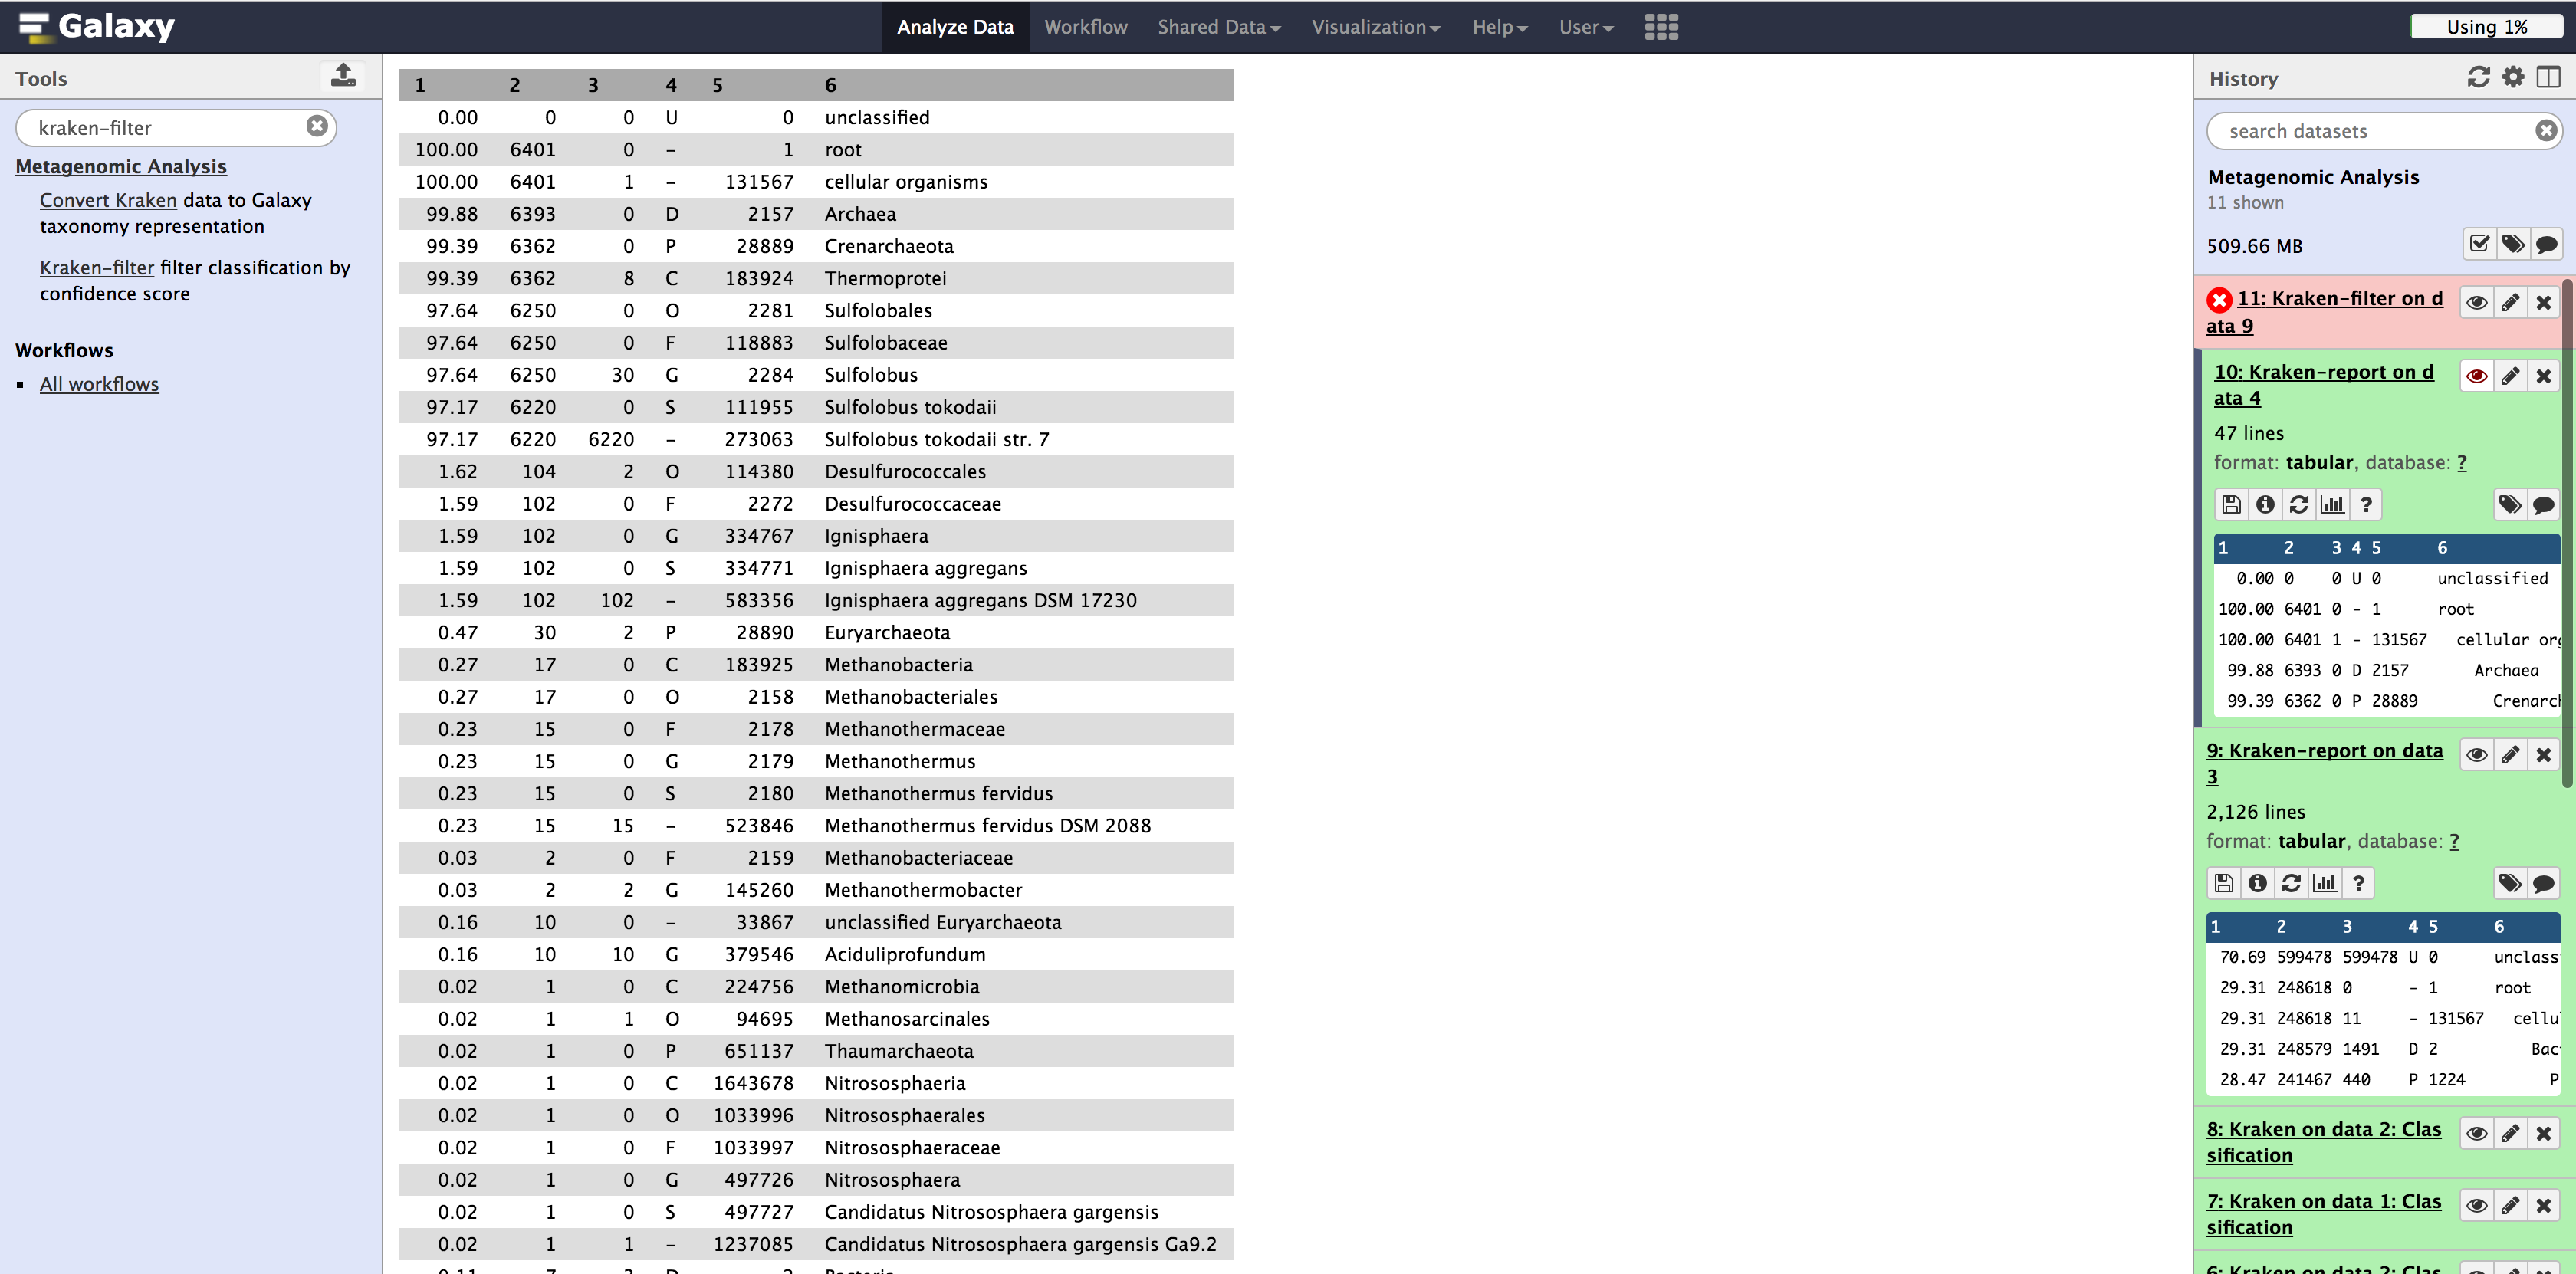 Galaxy
Analyze Data Workflow Shared Data Visualization Help User
Using 1%
Tools
kraken-filter
Metagenomic Analysis
Convert Kraken data to Galaxy
taxonomy representation
Kraken-filter filter classification by
confidence score
Workflows
All workflows
1 2 3 4 5 6
0.00 0 0 U 0 unclassified
100.00 6401 0 - 1 root
100.00 6401 1 - 131567 cellular organisms
99.88 6393 0 D 2157 Archaea
99.39 6362 0 P 28889 Crenarchaeota
99.39 6362 8 C 183924 Thermoprotei
97.64 6250 0 O 2281 Sulfolobales
97.64 6250 0 F 118883 Sulfolobaceae
97.64 6250 30 G 2284 Sulfolobus
97.17 6220 0 S 111955 Sulfolobus tokodaii
97.17 6220 6220 - 273063 Sulfolobus tokodaii str. 7
1.62 104 2 O 114380 Desulfurococcales
1.59 102 0 F 2272 Desulfurococcaceae
1.59 102 0 G 334767 Ignisphaera
1.59 102 0 S 334771 Ignisphaera aggregans
1.59 102 102 - 583356 Ignisphaera aggregans DSM 17230
0.47 30 2 P 28890 Euryarchaeota
0.27 17 0 C 183925 Methanobacteria
0.27 17 0 O 2158 Methanobacteriales
0.23 15 0 F 2178 Methanothermaceae
0.23 15 0 G 2179 Methanothermus
0.23 15 0 S 2180 Methanothermus fervidus
0.23 15 15 - 523846 Methanothermus fervidus DSM 2088
0.03 2 0 F 2159 Methanobacteriaceae
0.03 2 2 G 145260 Methanothermobacter
0.16 10 0 - 33867 unclassified Euryarchaeota
0.16 10 10 G 379546 Aciduliprofundum
0.02 1 0 C 224756 Methanomicrobia
0.02 1 1 O 94695 Methanosarcinales
0.02 1 0 P 651137 Thaumarchaeota
0.02 1 0 C 1643678 Nitrososphaeria
0.02 1 0 O 1033996 Nitrososphaerales
0.02 1 0 F 1033997 Nitrososphaeraceae
0.02 1 0 G 497726 Nitrososphaera
0.02 1 0 S 497727 Candidatus Nitrososphaera gargensis
0.02 1 1 - 1237085 Candidatus Nitrososphaera gargensis Ga9.2
History
search datasets
Metagenomic Analysis
11 shown
509.66 MB
11: Kraken-filter on d
ata 9
10: Kraken-report on d
ata 4
47 lines
format: tabular, database: ?
?
1 2 3 4 5 6
0.00 0 0 U 0 unclassified
100.00 6401 0 - 1 root
100.00 6401 1 - 131567 cellular org
99.88 6393 0 D 2157 Archaea
99.39 6362 0 P 28889 Crenarch
9: Kraken-report on data
3
2,126 lines
format: tabular, database: ?
?
1 2 3 4 5 6
70.69 599478 599478 U 0 unclass
29.31 248618 0 - 1 root
29.31 248618 11 - 131567 cellu
29.31 248579 1491 D 2 Bac
28.47 241467 440 P 1224 P
8: Kraken on data 2: Clas
sification
7: Kraken on data 1: Clas
sification
6: Kraken on data 2: Clas